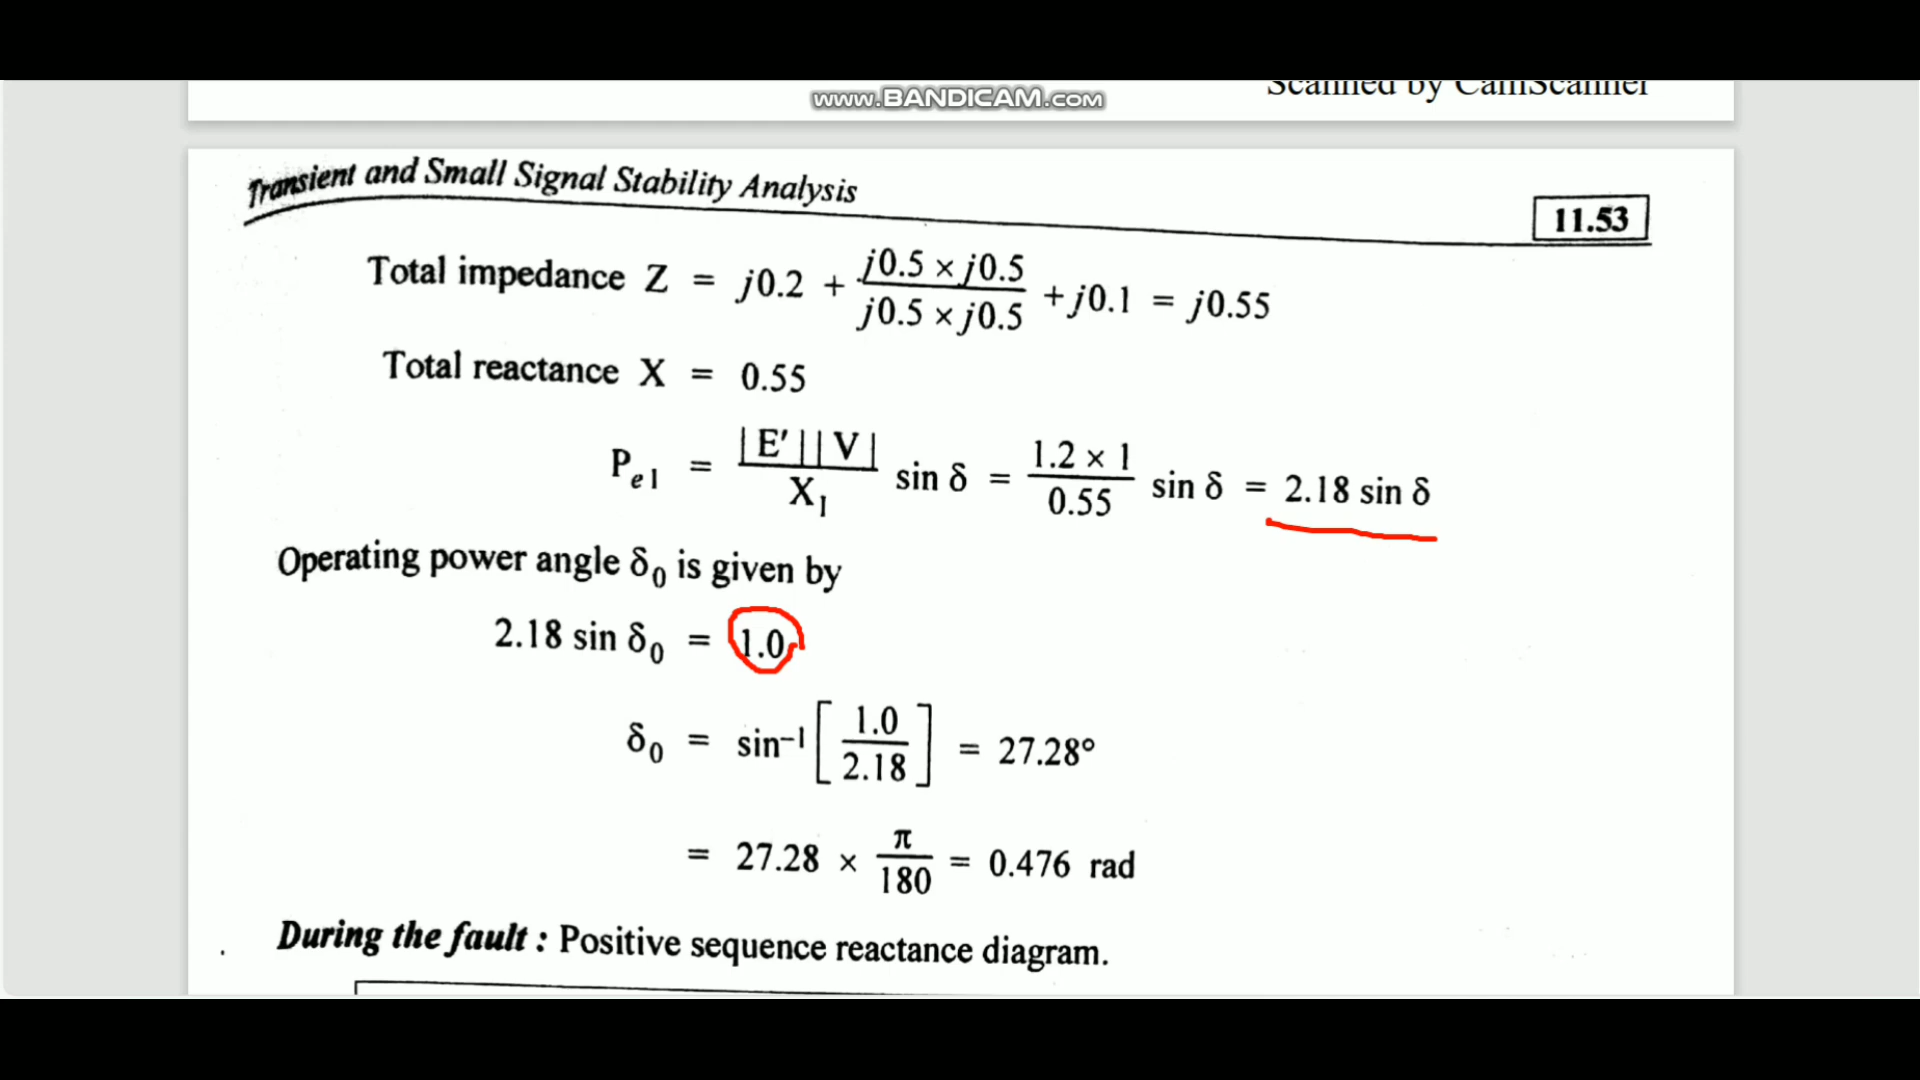 Scanned by CamScanner
www.BANDICAM.com
Transient and Small Signal Stability Analysis
11.53
Total impedance Z = j0.2 + j0.5 × j0.5 / j0.5 × j0.5 + j0.1 = j0.55
Total reactance X = 0.55
Pe1 = |E′||V| / X1 sin δ = 1.2 × 1 / 0.55 sin δ = 2.18 sin δ
Operating power angle δ0 is given by
2.18 sin δ0 = 1.0
δ0 = sin−1 [1.0 / 2.18] = 27.28°
= 27.28 × π / 180 = 0.476 rad
During the fault : Positive sequence reactance diagram.